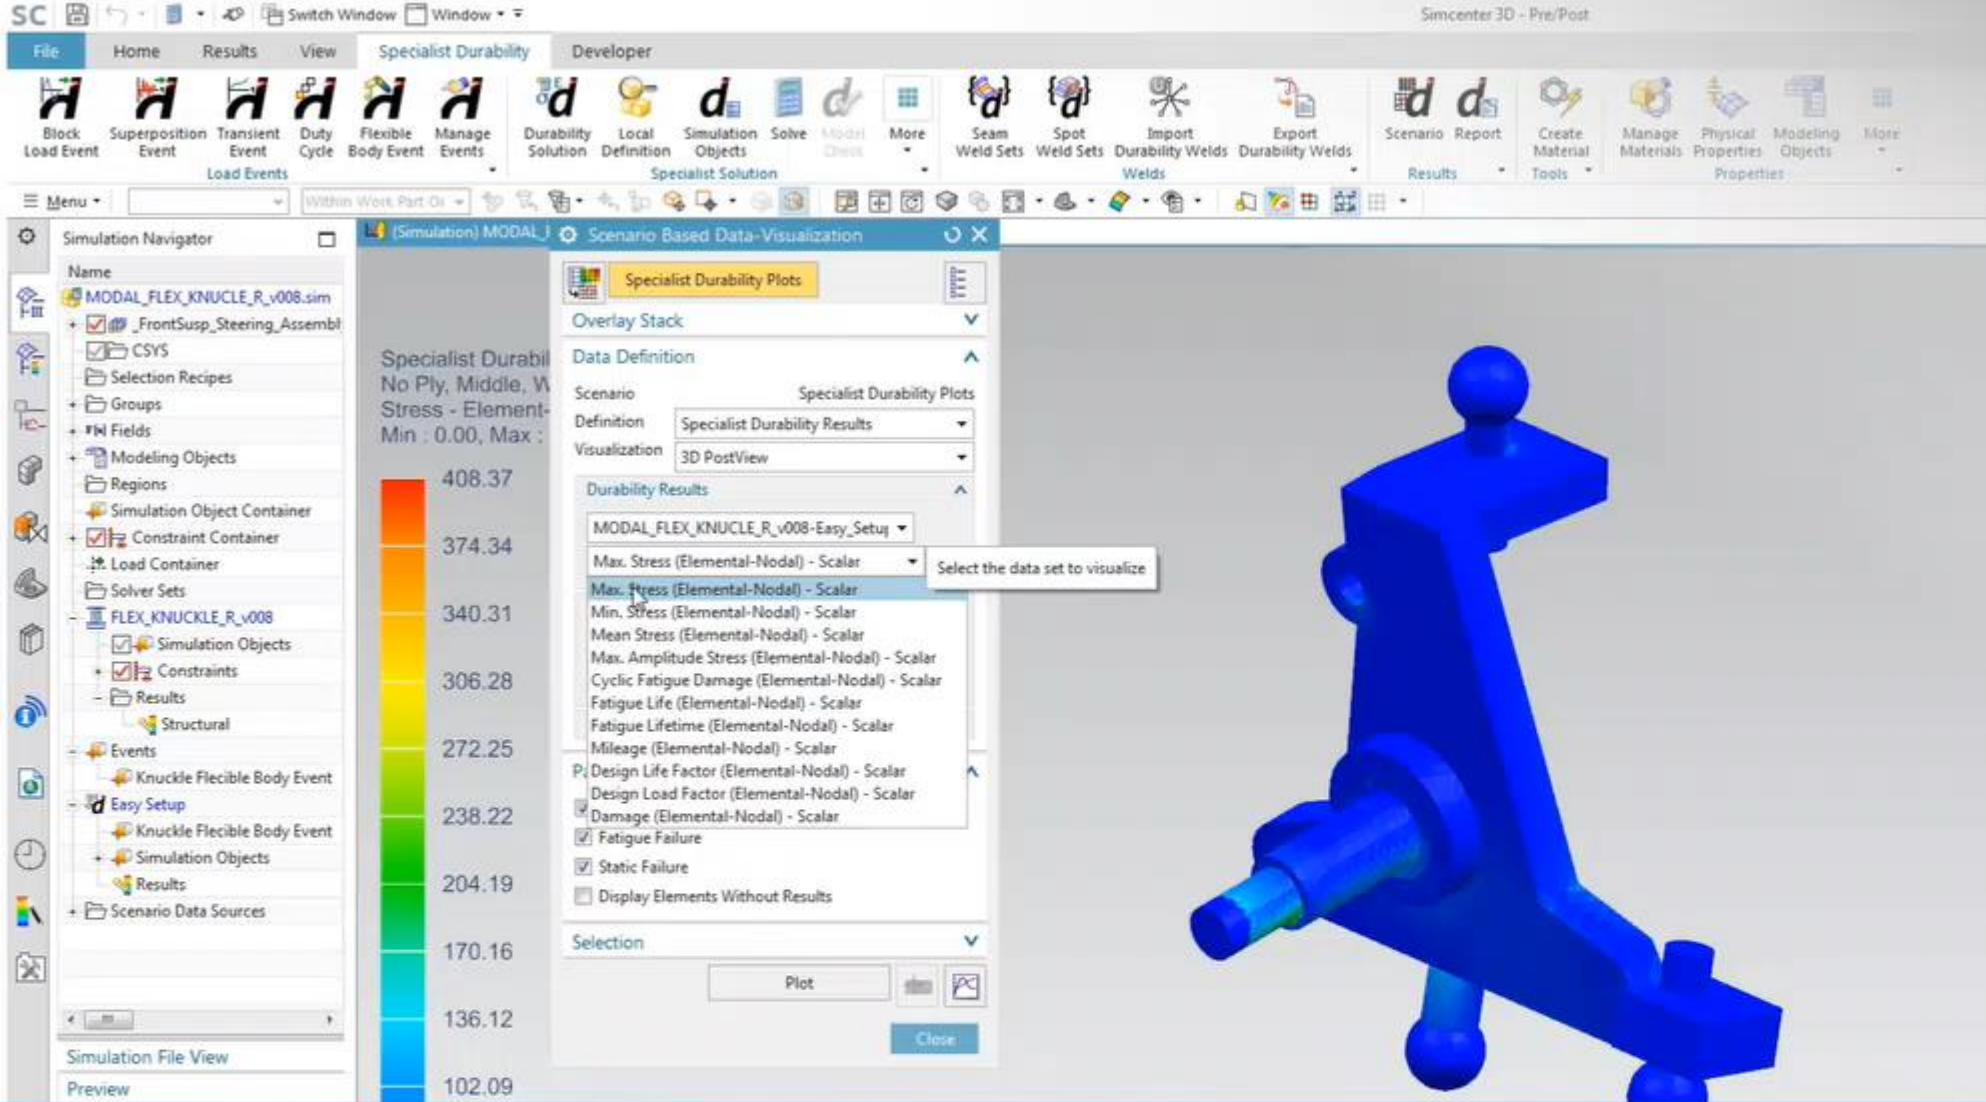 SC
Switch Window
Window
Simcenter 3D - Pre/Post
File
Home
Results
View
Specialist Durability
Developer
Block
Load Event
Superposition
Event
Transient
Event
Duty
Cycle
Flexible
Body Event
Manage
Events
Load Events
Durability
Solution
Local
Definition
Simulation
Objects
Solve
Model
Check
More
Specialist Solution
Seam
Weld Sets
Spot
Weld Sets
Import
Durability Welds
Export
Durability Welds
Welds
Scenario
Report
Results
Create
Material
Tools
Manage
Materials
Physical
Properties
Modeling
Objects
More
Properties
Menu
Within Work Part
Simulation Navigator
Name
MODAL_FLEX_KNUCLE_R_v008.sim
_FrontSusp_Steering_Assembl
CSYS
Selection Recipes
Groups
Fields
Modeling Objects
Regions
Simulation Object Container
Constraint Container
Load Container
Solver Sets
FLEX_KNUCKLE_R_v008
Simulation Objects
Constraints
Results
Structural
Events
Knuckle Flecible Body Event
Easy Setup
Knuckle Flecible Body Event
Simulation Objects
Results
Scenario Data Sources
Simulation File View
Preview
(Simulation) MODAL_
Specialist Durabil
No Ply, Middle,
Stress - Element-
Min : 0.00, Max :
408.37
374.34
340.31
306.28
272.25
238.22
204.19
170.16
136.12
102.09
Scenario Based Data-Visualization
Specialist Durability Plots
Overlay Stack
Data Definition
Scenario Specialist Durability Plots
Definition Specialist Durability Results
Visualization 3D PostView
Durability Results
MODAL_FLEX_KNUCLE_R_v008-Easy_Setup
Max. Stress (Elemental-Nodal) - Scalar
Select the data set to visualize
Max. Stress (Elemental-Nodal) - Scalar
Min. Stress (Elemental-Nodal) - Scalar
Mean Stress (Elemental-Nodal) - Scalar
Max. Amplitude Stress (Elemental-Nodal) - Scalar
Cyclic Fatigue Damage (Elemental-Nodal) - Scalar
Fatigue Life (Elemental-Nodal) - Scalar
Fatigue Lifetime (Elemental-Nodal) - Scalar
Mileage (Elemental-Nodal) - Scalar
Design Life Factor (Elemental-Nodal) - Scalar
Design Load Factor (Elemental-Nodal) - Scalar
Damage (Elemental-Nodal) - Scalar
Fatigue Failure
Static Failure
Display Elements Without Results
Selection
Plot
Close